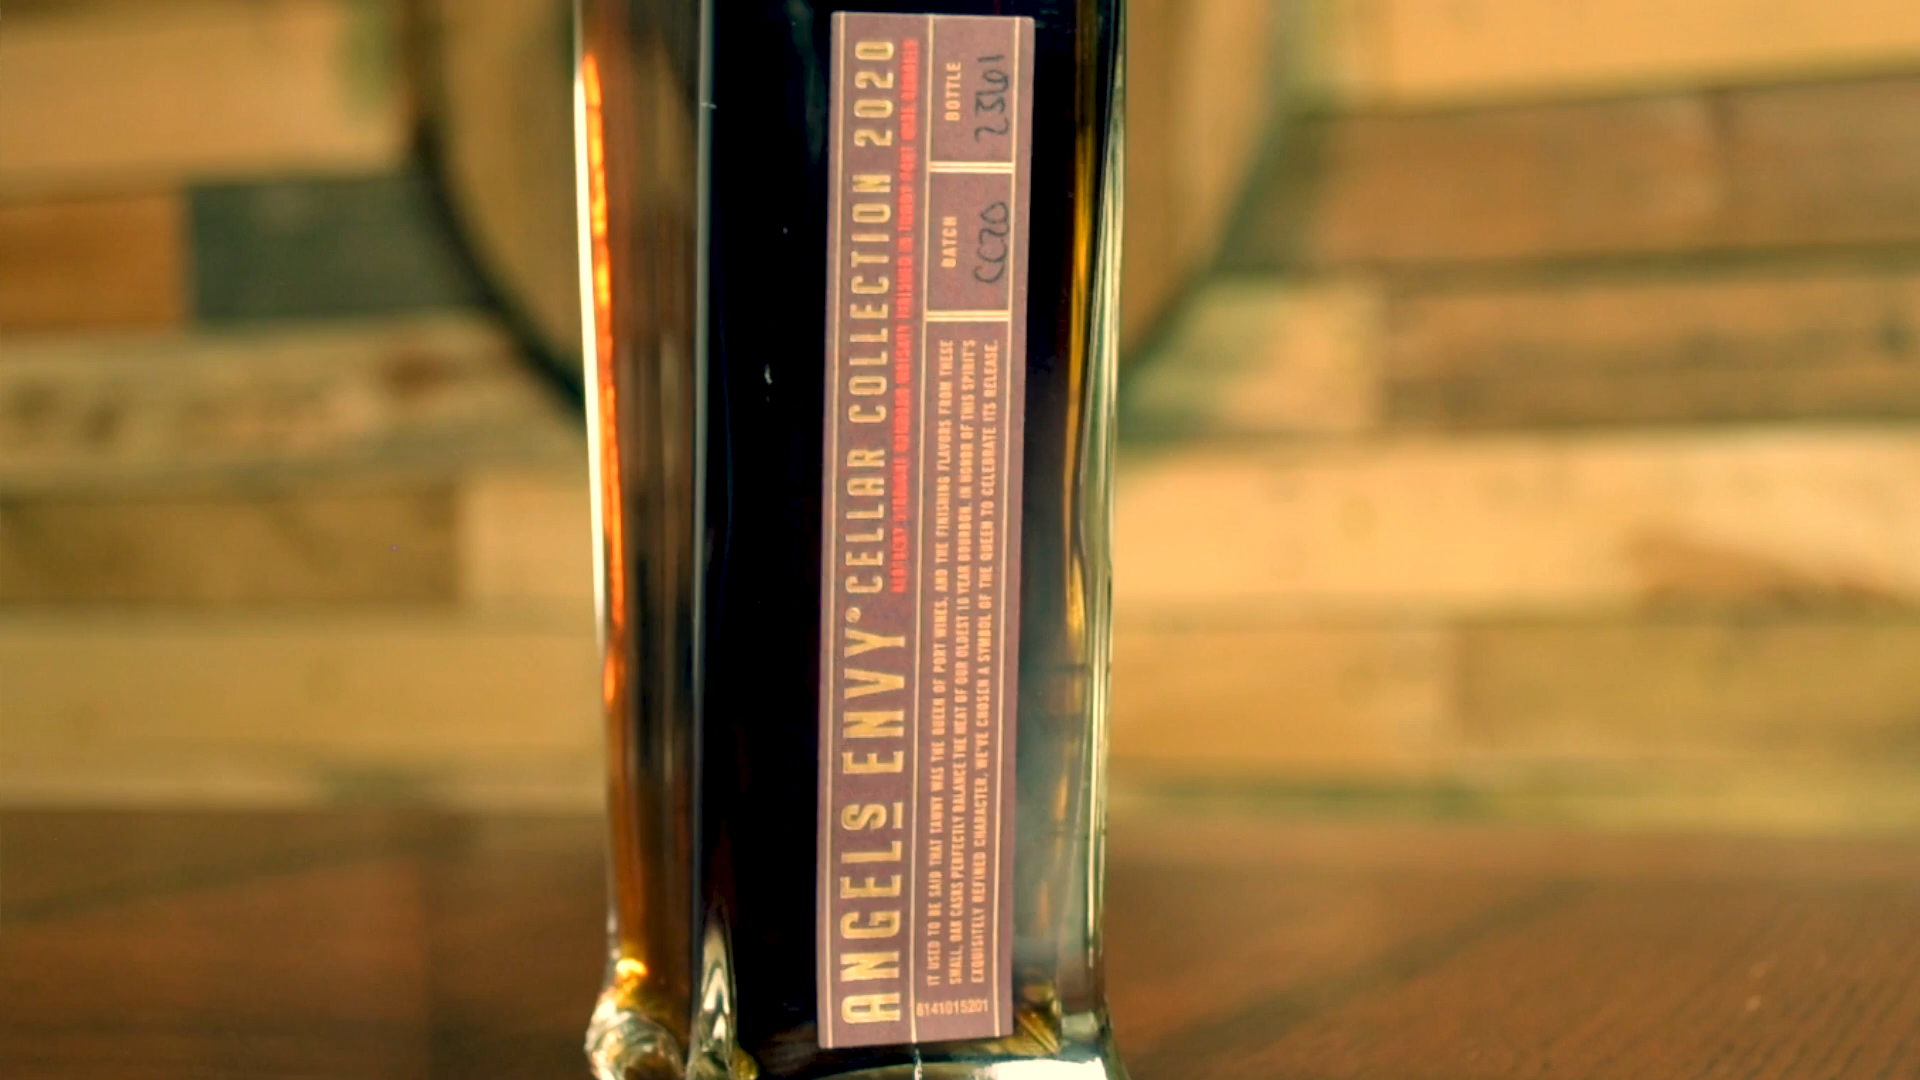 ANGELS ENVY® CELLAR COLLECTION 2020
KENTUCKY STRAIGHT BOURBON WHISKEY FINISHED IN TAWNY PORT WINE BARRELS
IT USED TO BE SAID THAT TAWNY WAS THE QUEEN OF PORT WINES, AND THE FINISHING FLAVORS FROM THESE
SMALL, OAK CASKS PERFECTLY BALANCE THE HEAT OF OUR OLDEST 10 YEAR BOURBON. IN HONOR OF THIS SPIRIT'S
EXQUISITELY REFINED CHARACTER, WE'VE CHOSEN A SYMBOL OF THE QUEEN TO CELEBRATE ITS RELEASE.
BATCH
CC20
BOTTLE
23601
8141015201